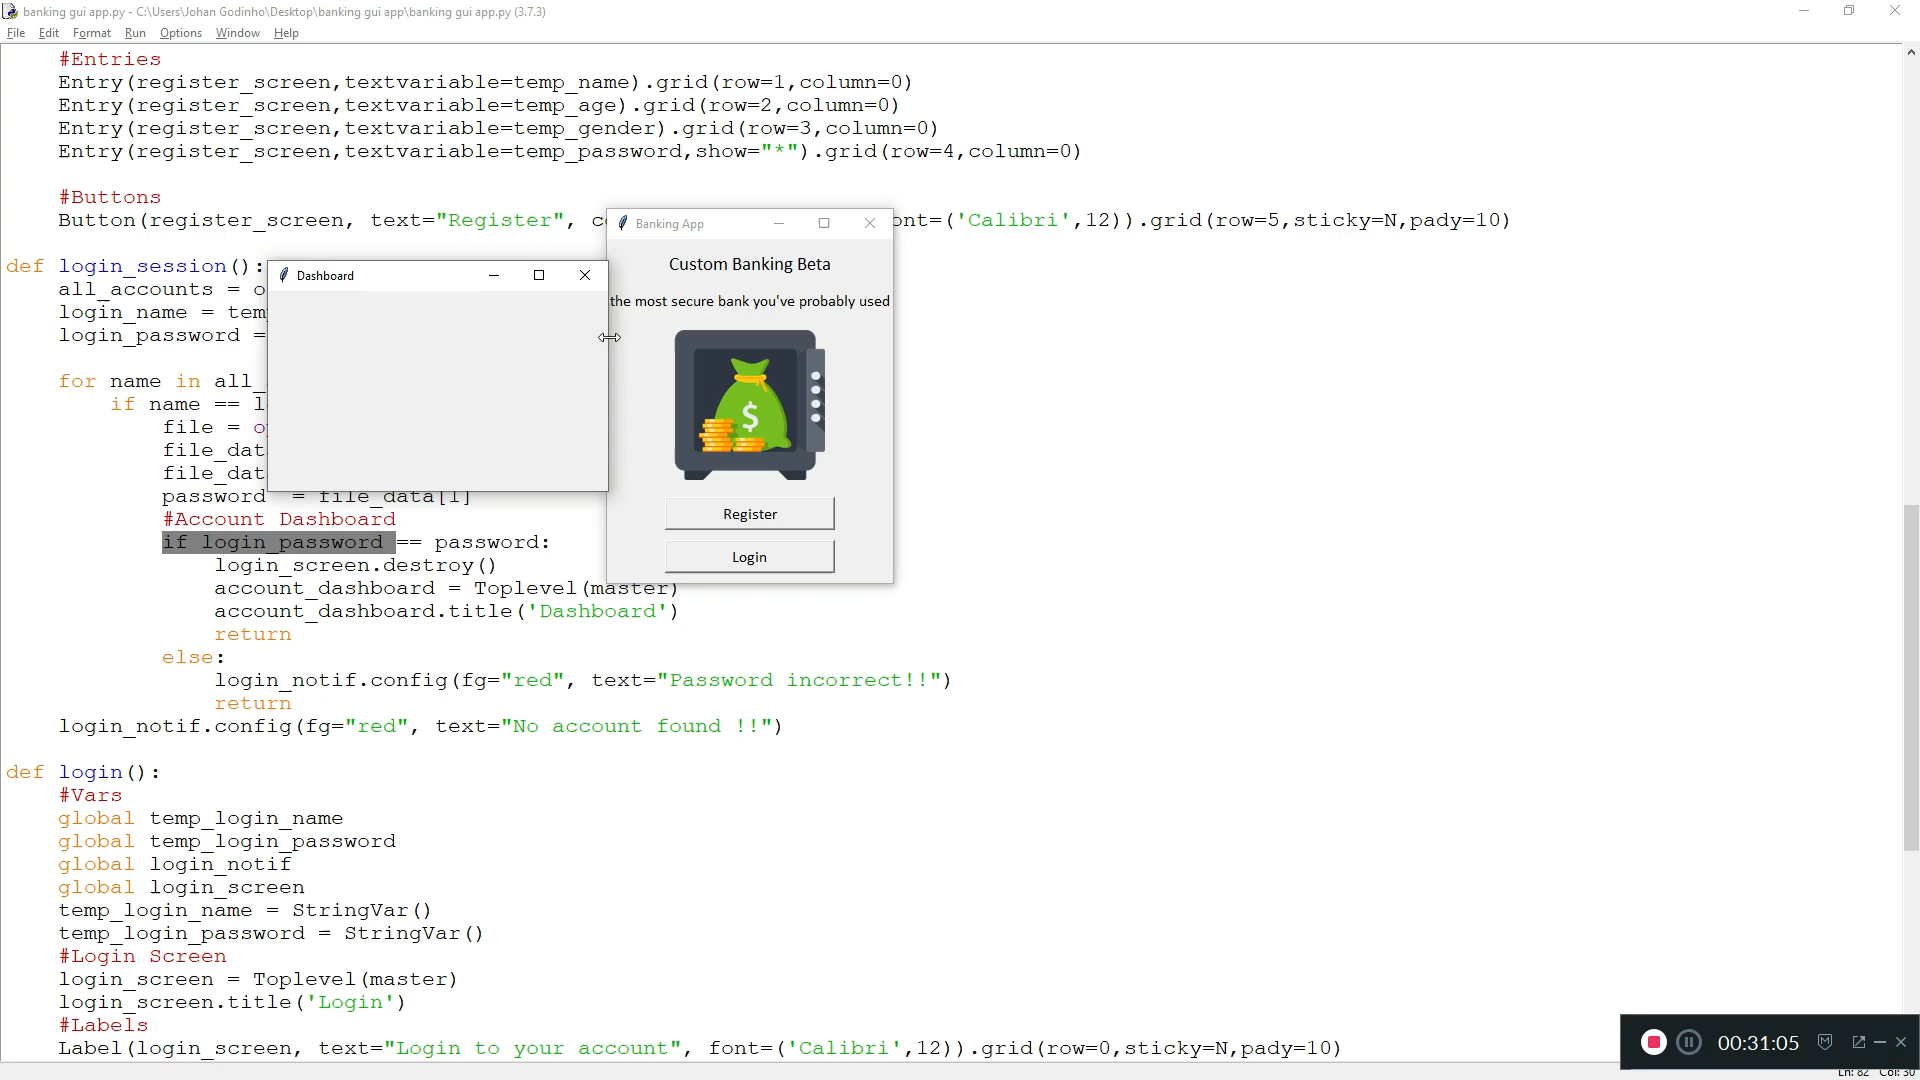 banking gui app.py - C:\Users\Johan Godinho\Desktop\banking gui app\banking gui app.py (3.7.3)
File Edit Format Run Options Window Help
#Entries
Entry(register_screen,textvariable=temp_name).grid(row=1,column=0)
Entry(register_screen,textvariable=temp_age).grid(row=2,column=0)
Entry(register_screen,textvariable=temp_gender).grid(row=3,column=0)
Entry(register_screen,textvariable=temp_password,show="*").grid(row=4,column=0)
#Buttons
Button(register_screen, text="Register", co
ont=('Calibri',12)).grid(row=5,sticky=N,pady=10)
Banking App
Custom Banking Beta
the most secure bank you've probably used
$
Register
Login
Dashboard
def login_session():
all_accounts = o
login_name = tem
login_password =
for name in all_
if name == l
file = o
file_dat
file_dat
password  = file_data[1]
#Account Dashboard
if login_password == password:
login_screen.destroy()
account_dashboard = Toplevel(master)
account_dashboard.title('Dashboard')
return
else:
login_notif.config(fg="red", text="Password incorrect!!")
return
login_notif.config(fg="red", text="No account found !!")
def login():
#Vars
global temp_login_name
global temp_login_password
global login_notif
global login_screen
temp_login_name = StringVar()
temp_login_password = StringVar()
#Login Screen
login_screen = Toplevel(master)
login_screen.title('Login')
#Labels
Label(login_screen, text="Login to your account", font=('Calibri',12)).grid(row=0,sticky=N,pady=10)
00:31:05
Ln: 82 Col: 30